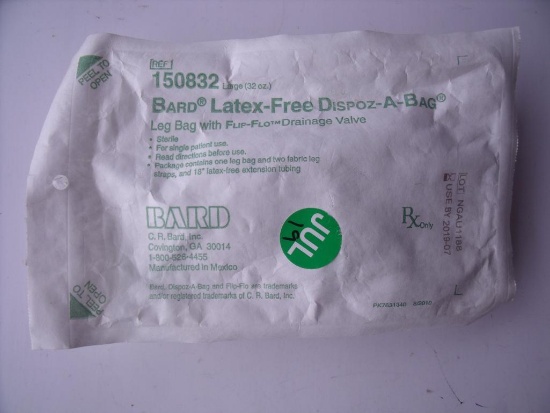 PEEL TO
OPEN
REF
150832 Large (32 oz.)
BARD® LATEX-FREE DISPOZ-A-BAG®
Leg Bag with FLIP-FLO™ Drainage Valve
• Sterile
• For single patient use.
• Read directions before use.
• Package contains one leg bag and two fabric leg
straps, and 18" latex-free extension tubing
BARD
C. R. Bard, Inc.
Covington, GA 30014
1-800-526-4455
Manufactured in Mexico
Bard, Dispoz-A-Bag and Flip-Flo are trademarks
and/or registered trademarks of C. R. Bard, Inc.
PEEL TO
OPEN
JUL
19
Rx Only
LOT: NGAU1186
USE BY 2019-07